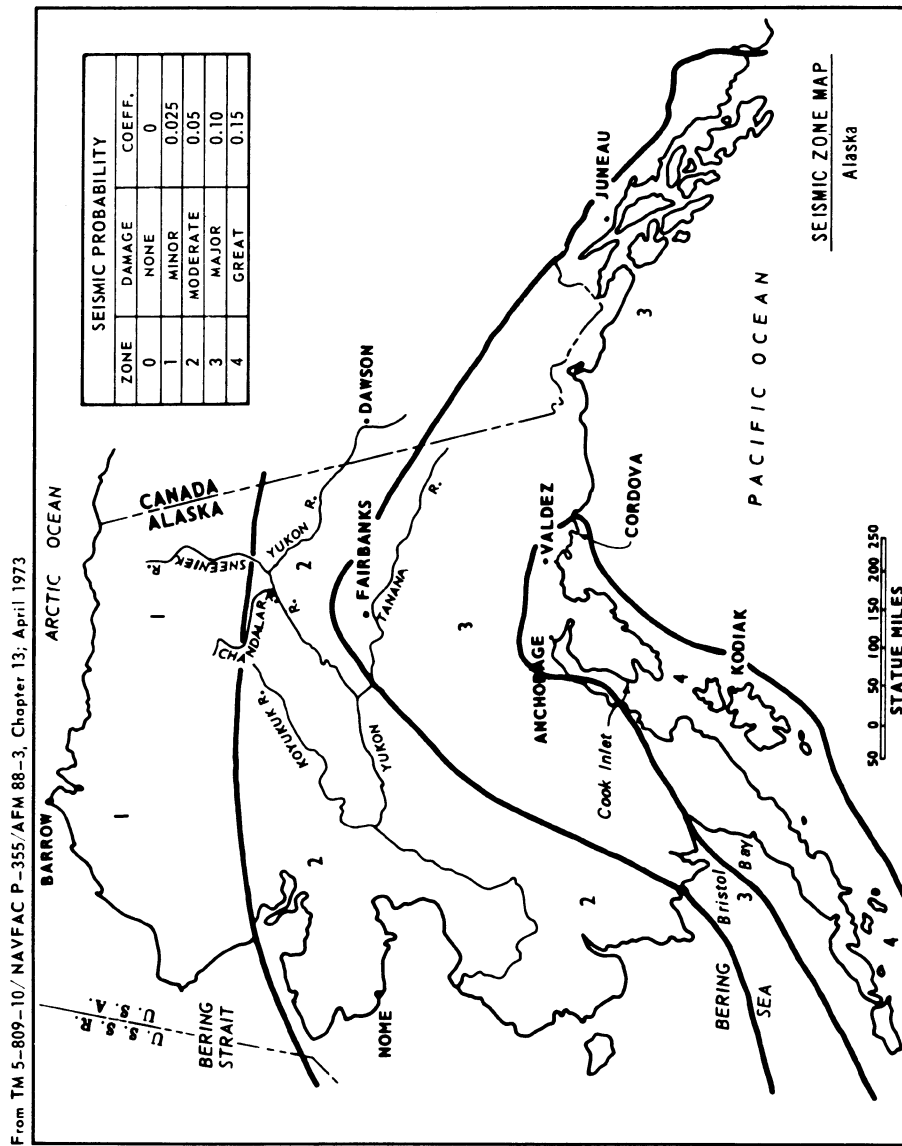 From TM 5-809-10/ NAVFAC P-355/AFM 88-3, Chapter 13; April 1973
SEISMIC PROBABILITY
ZONE DAMAGE COEFF.
0 NONE 0
1 MINOR 0.025
2 MODERATE 0.05
3 MAJOR 0.10
4 GREAT 0.15
ARCTIC OCEAN
BARROW
U. S. S. R.
U. S. A.
BERING
STRAIT
CANADA
ALASKA
1
1
SNEENIEK
R.
CHANDALAR
R.
YUKON R.
KOYUKUK R.
YUKON
2
2
2
DAWSON
FAIRBANKS
TANANA R.
NOME
3
ANCHORAGE
VALDEZ
CORDOVA
JUNEAU
3
Cook Inlet
4
KODIAK
Bristol Bay
3
BERING
SEA
4
PACIFIC OCEAN
50 0 50 100 150 200 250
STATUE MILES
SEISMIC ZONE MAP
Alaska